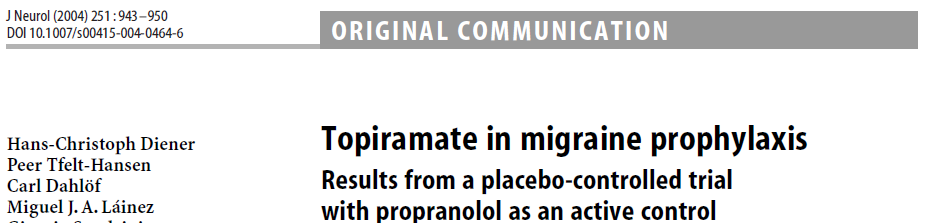 J Neurol (2004) 251 : 943–950
DOI 10.1007/s00415-004-0464-6
ORIGINAL COMMUNICATION
Hans-Christoph Diener
Peer Tfelt-Hansen
Carl Dahlöf
Miguel J. A. Láinez
Topiramate in migraine prophylaxis
Results from a placebo-controlled trial
with propranolol as an active control